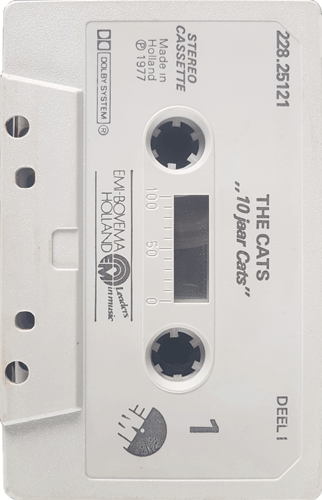 228.25121
THE CATS
„10 jaar Cats”
DEEL I
STEREO
CASSETTE
Made in
Holland
Ⓟ 1977
DOLBY SYSTEM ®
100 50 0
1
EMI-BOVEMA
HOLLAND
EMI
Leaders
in music